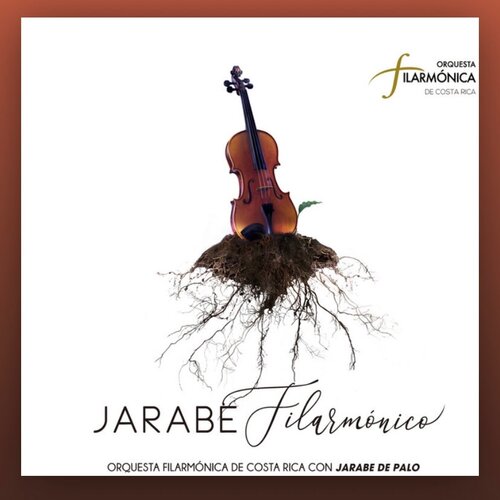 ORQUESTA
FILARMÓNICA
DE COSTA RICA
JARABE Filarmónico
ORQUESTA FILARMÓNICA DE COSTA RICA CON JARABE DE PALO